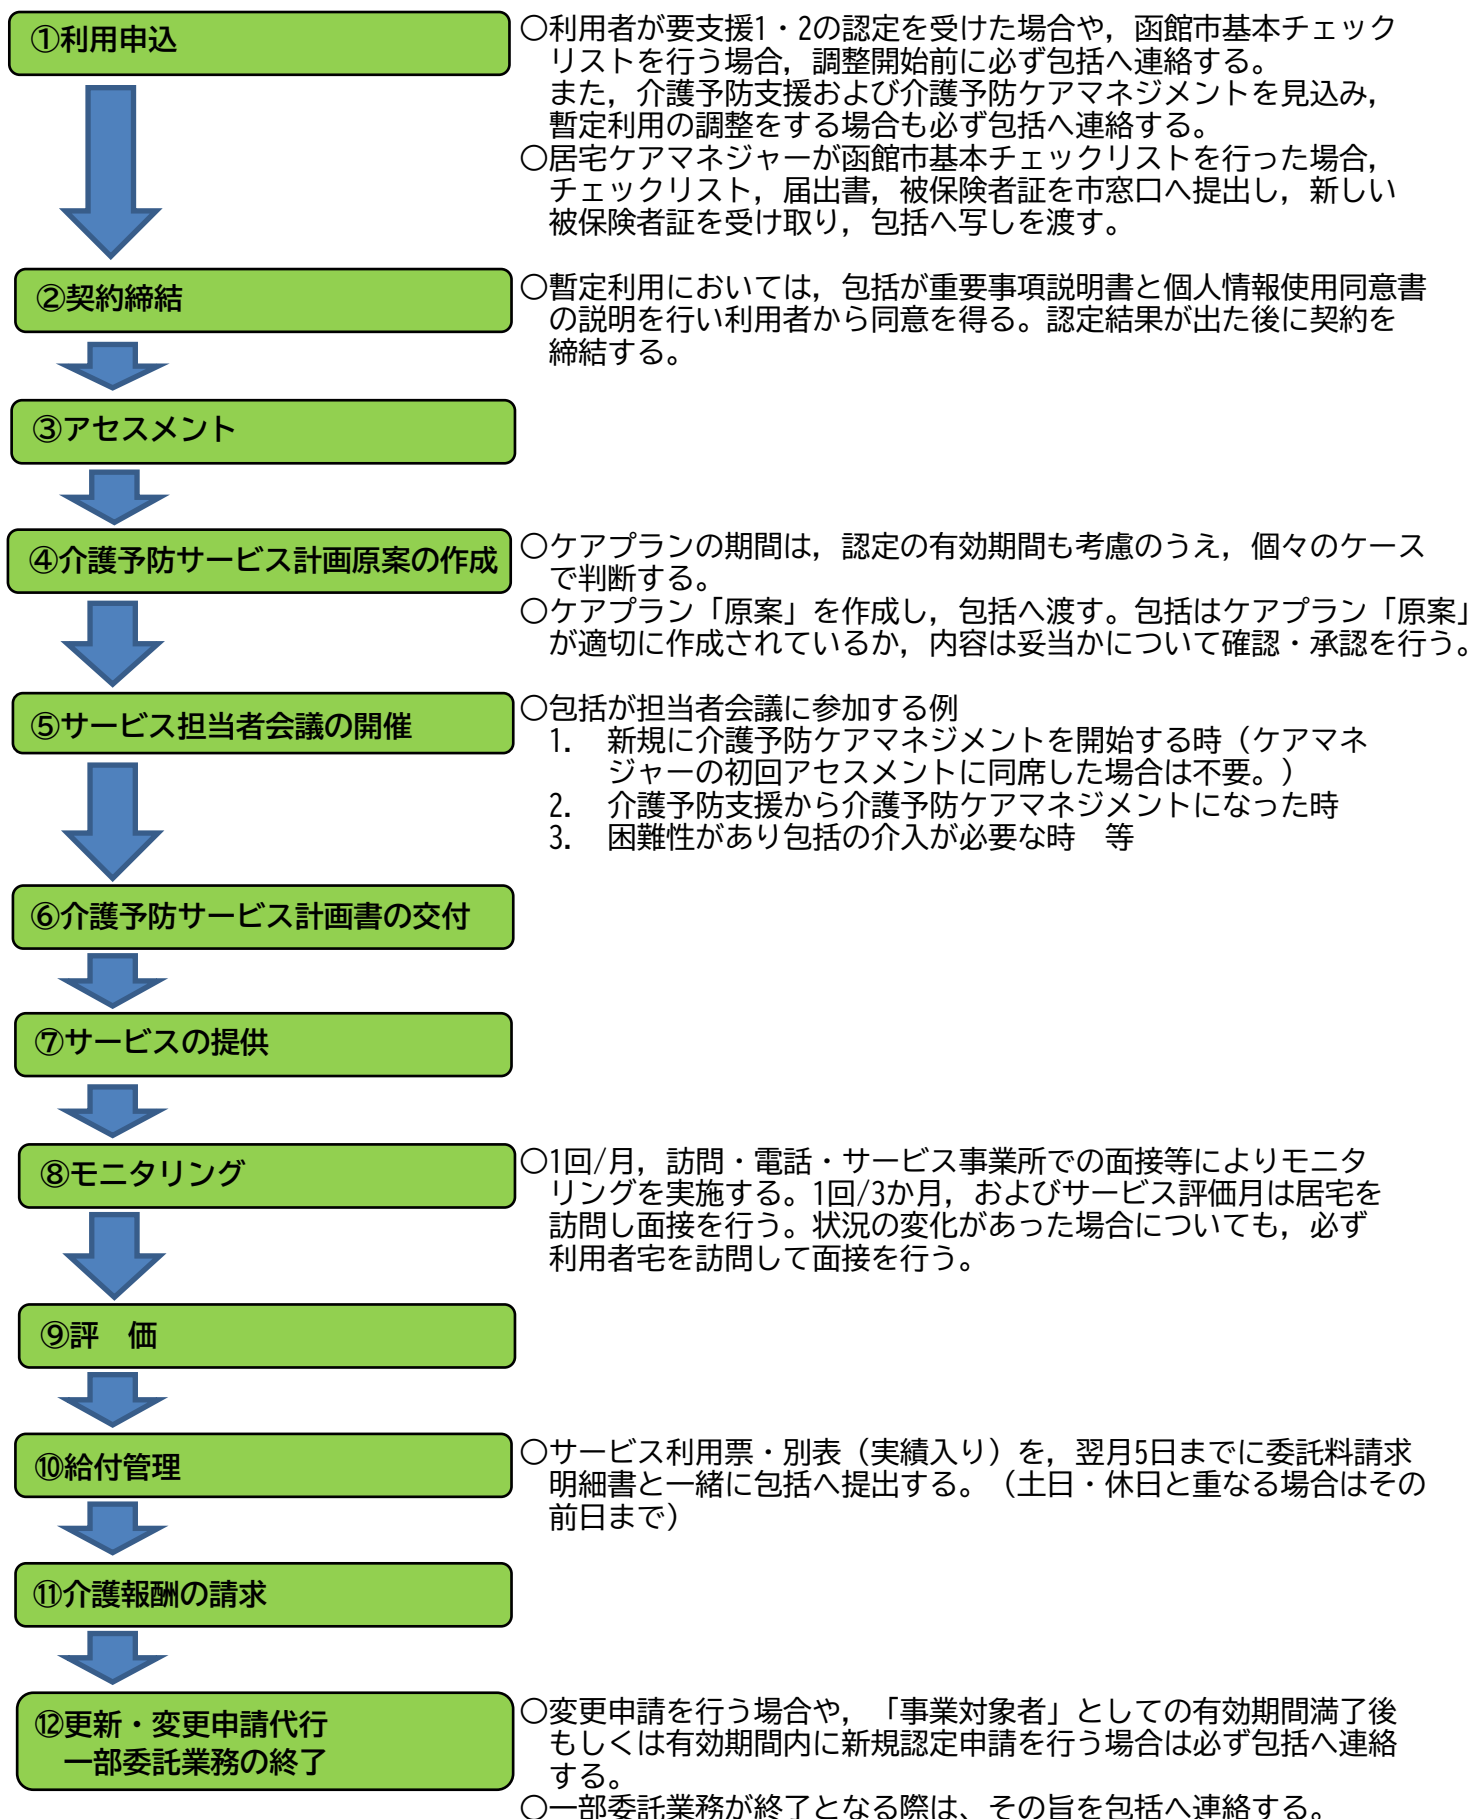 ①利用申込
○利用者が要支援1・2の認定を受けた場合や，函館市基本チェック
リストを行う場合，調整開始前に必ず包括へ連絡する。
また，介護予防支援および介護予防ケアマネジメントを見込み，
暫定利用の調整をする場合も必ず包括へ連絡する。
○居宅ケアマネジャーが函館市基本チェックリストを行った場合，
チェックリスト，届出書，被保険者証を市窓口へ提出し，新しい
被保険者証を受け取り，包括へ写しを渡す。
②契約締結
○暫定利用においては，包括が重要事項説明書と個人情報使用同意書
の説明を行い利用者から同意を得る。認定結果が出た後に契約を
締結する。
③アセスメント
④介護予防サービス計画原案の作成
○ケアプランの期間は，認定の有効期間も考慮のうえ，個々のケース
で判断する。
○ケアプラン「原案」を作成し，包括へ渡す。包括はケアプラン「原案」
が適切に作成されているか，内容は妥当かについて確認・承認を行う。
⑤サービス担当者会議の開催
○包括が担当者会議に参加する例
1.　新規に介護予防ケアマネジメントを開始する時（ケアマネ
ジャーの初回アセスメントに同席した場合は不要。）
2.　介護予防支援から介護予防ケアマネジメントになった時
3.　困難性があり包括の介入が必要な時　等
⑥介護予防サービス計画書の交付
⑦サービスの提供
⑧モニタリング
○1回/月，訪問・電話・サービス事業所での面接等によりモニタ
リングを実施する。1回/3か月，およびサービス評価月は居宅を
訪問し面接を行う。状況の変化があった場合についても，必ず
利用者宅を訪問して面接を行う。
⑨評　価
⑩給付管理
○サービス利用票・別表（実績入り）を，翌月5日までに委託料請求
明細書と一緒に包括へ提出する。（土日・休日と重なる場合はその
前日まで）
⑪介護報酬の請求
⑫更新・変更申請代行
一部委託業務の終了
○変更申請を行う場合や，「事業対象者」としての有効期間満了後
もしくは有効期間内に新規認定申請を行う場合は必ず包括へ連絡
する。
○一部委託業務が終了となる際は、その旨を包括へ連絡する。